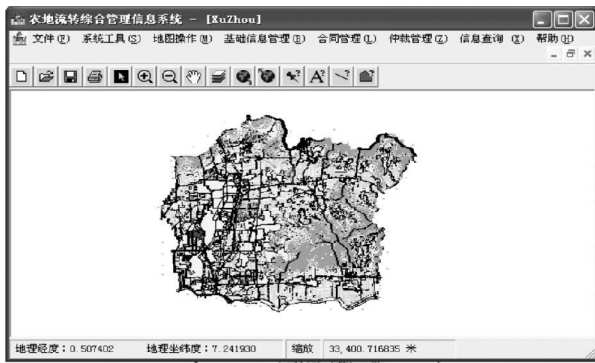 农地流转综合管理信息系统 - [XuZhou]
文件(F) 系统工具(S) 地图操作(M) 基础信息管理(B) 合同管理(L) 仲裁管理(Z) 信息查询 (X) 帮助(H)
地理经度:0.507402 地理坐纬度:7.241930 缩放 33,400.716835 米